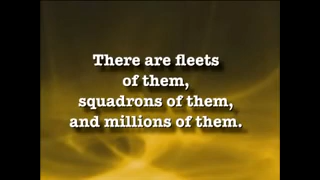 There are fleets
of them,
squadrons of them,
and millions of them.